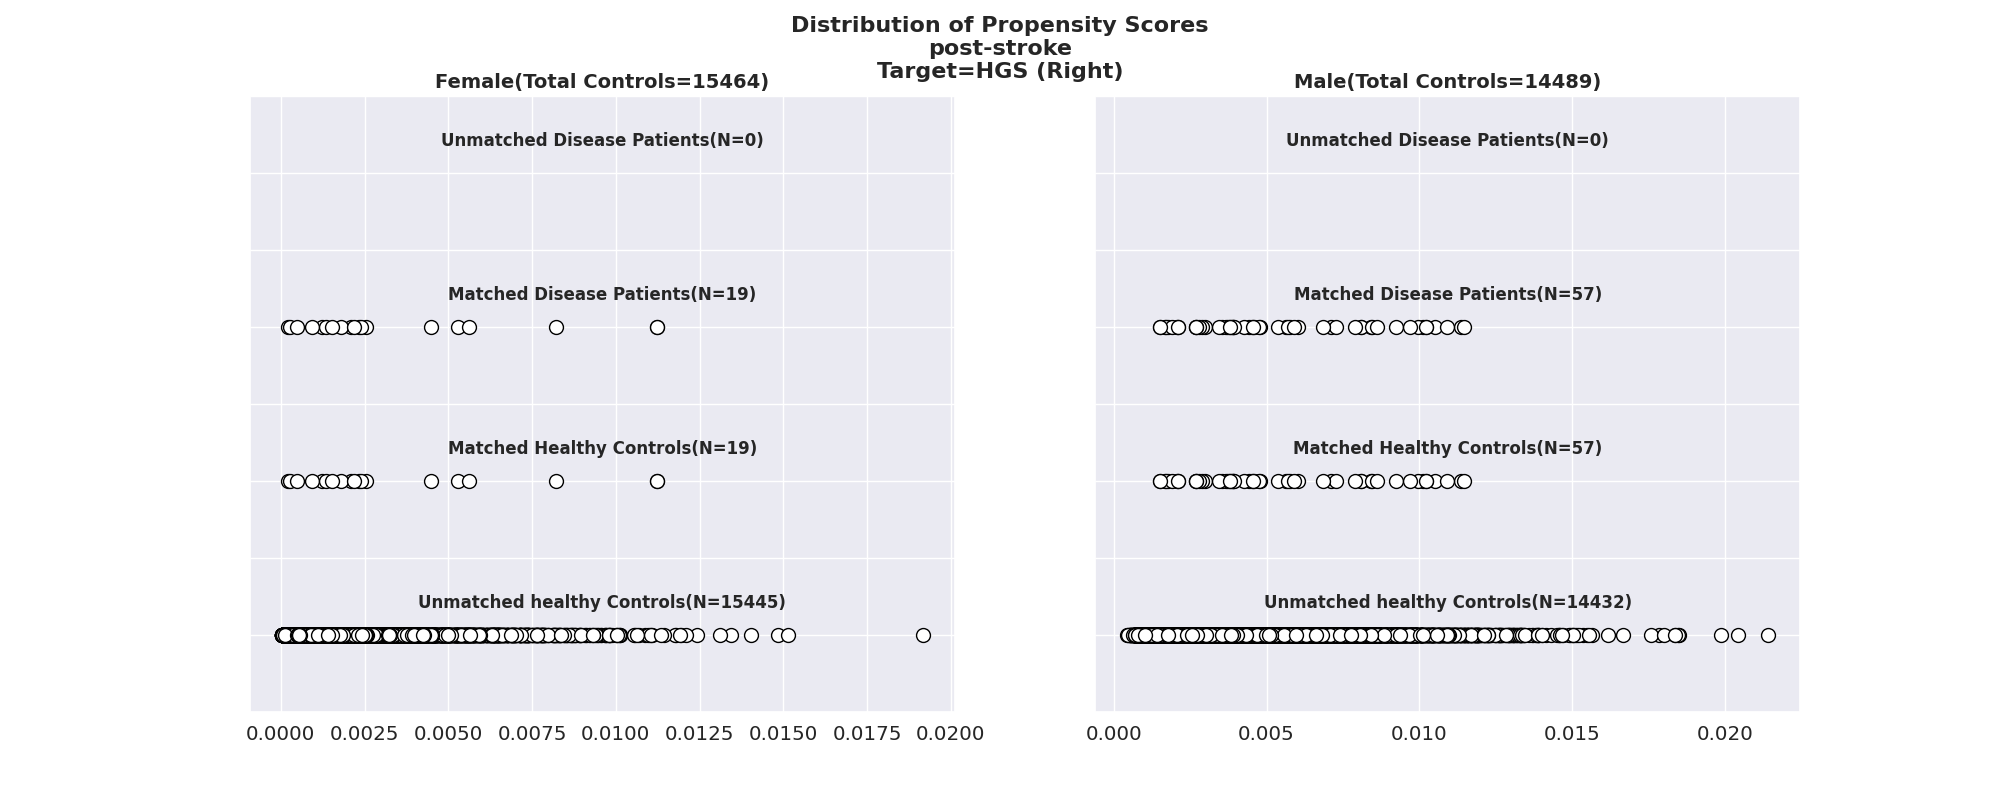 Distribution of Propensity Scores
post-stroke
Target=HGS (Right)
Female(Total Controls=15464)
Unmatched Disease Patients(N=0)
Matched Disease Patients(N=19)
Matched Healthy Controls(N=19)
Unmatched healthy Controls(N=15445)
0.0000 0.0025 0.0050 0.0075 0.0100 0.0125 0.0150 0.0175 0.0200
Male(Total Controls=14489)
Unmatched Disease Patients(N=0)
Matched Disease Patients(N=57)
Matched Healthy Controls(N=57)
Unmatched healthy Controls(N=14432)
0.000 0.005 0.010 0.015 0.020